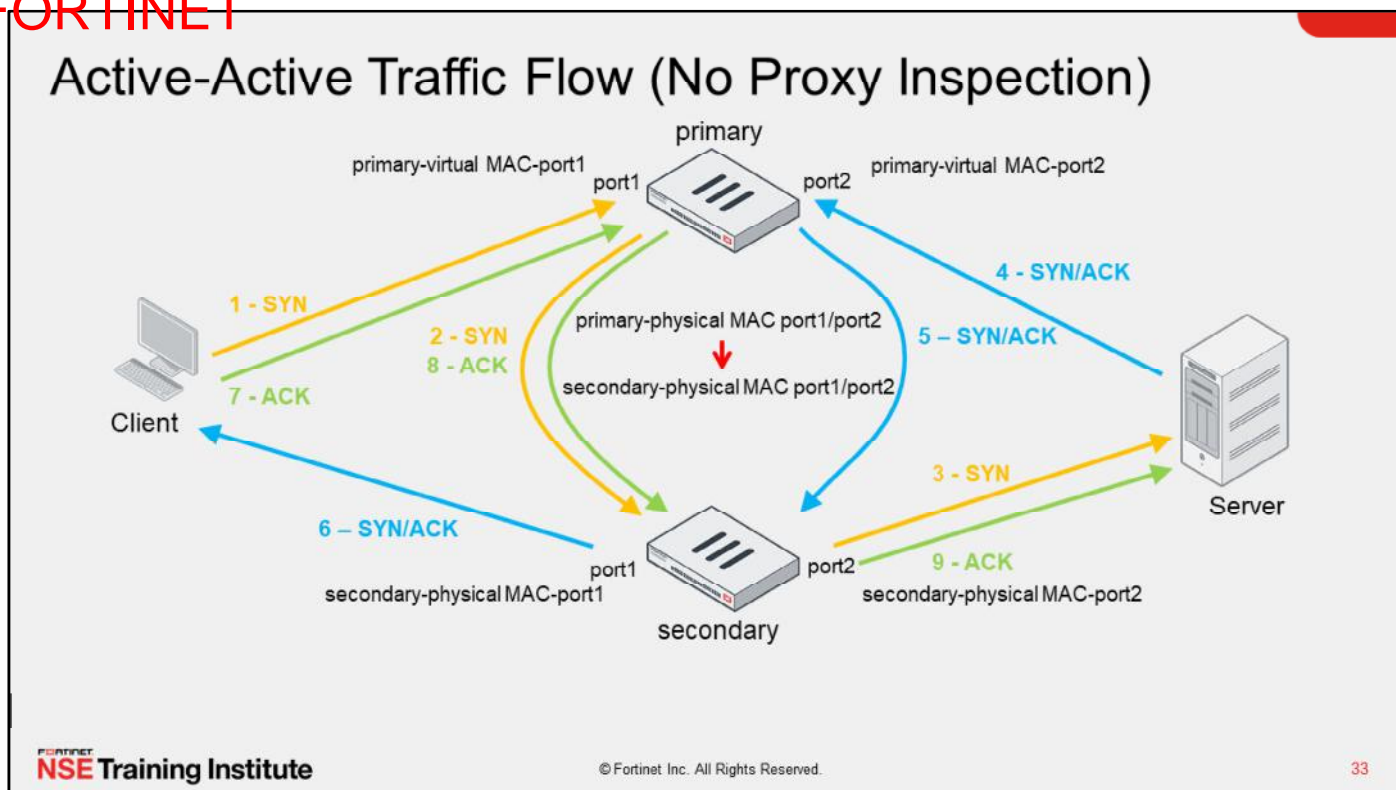 FORTINET
Active-Active Traffic Flow (No Proxy Inspection)
primary
primary-virtual MAC-port1
port1
port2
primary-virtual MAC-port2
4 - SYN/ACK
1 - SYN
2 - SYN
8 - ACK
primary-physical MAC port1/port2
5 – SYN/ACK
secondary-physical MAC port1/port2
7 - ACK
Client
3 - SYN
Server
6 – SYN/ACK
port1
port2
9 - ACK
secondary-physical MAC-port1
secondary-physical MAC-port2
secondary
FORTINET
NSE Training Institute
© Fortinet Inc. All Rights Reserved.
33